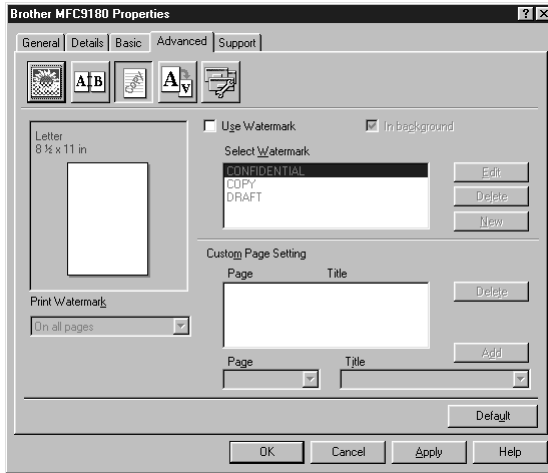 Brother MFC9180 Properties
General Details Basic Advanced Support
A B copy A A
Letter
8 ½ x 11 in
Use Watermark In background
Select Watermark
CONFIDENTIAL
COPY
DRAFT
Edit
Delete
New
Print Watermark
On all pages
Custom Page Setting
Page Title
Delete
Add
Page Title
Default
OK Cancel Apply Help